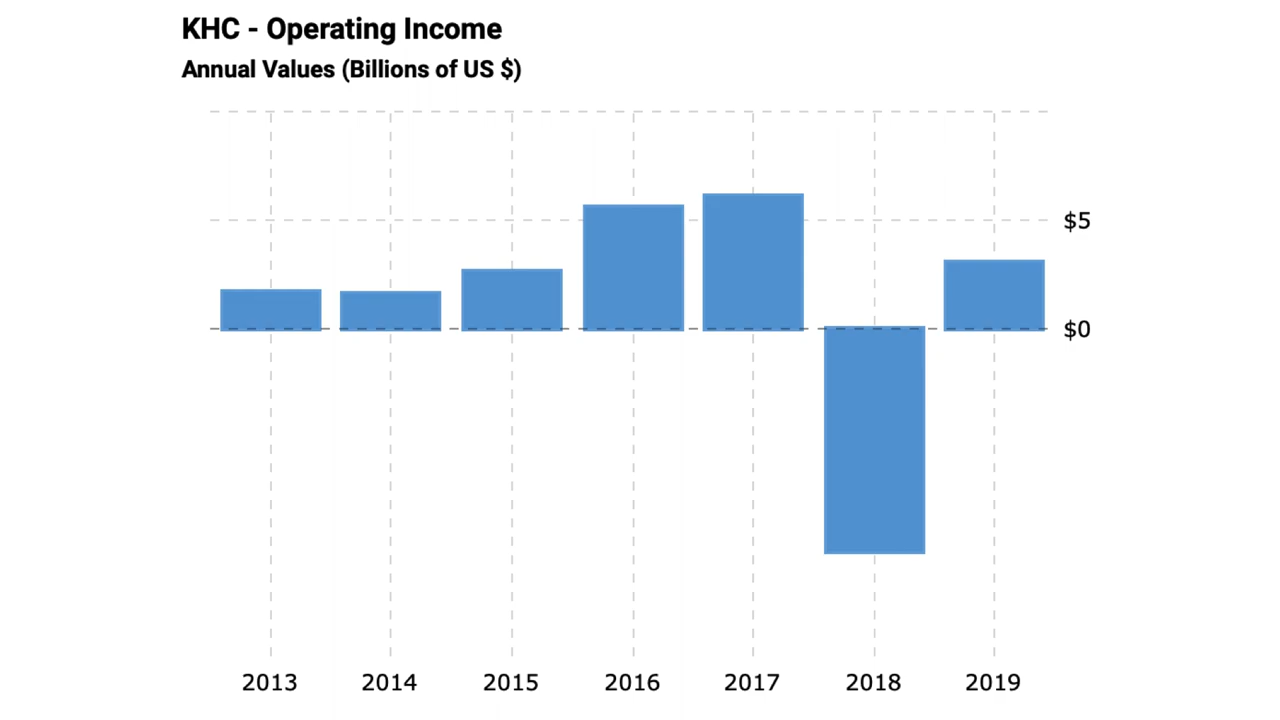 KHC - Operating Income
Annual Values (Billions of US $)
$5
$0
2013 2014 2015 2016 2017 2018 2019